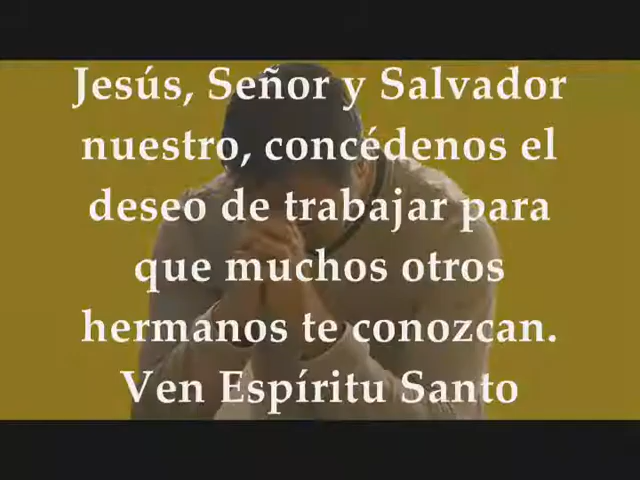 Jesús, Señor y Salvador
nuestro, concédenos el
deseo de trabajar para
que muchos otros
hermanos te conozcan.
Ven Espíritu Santo